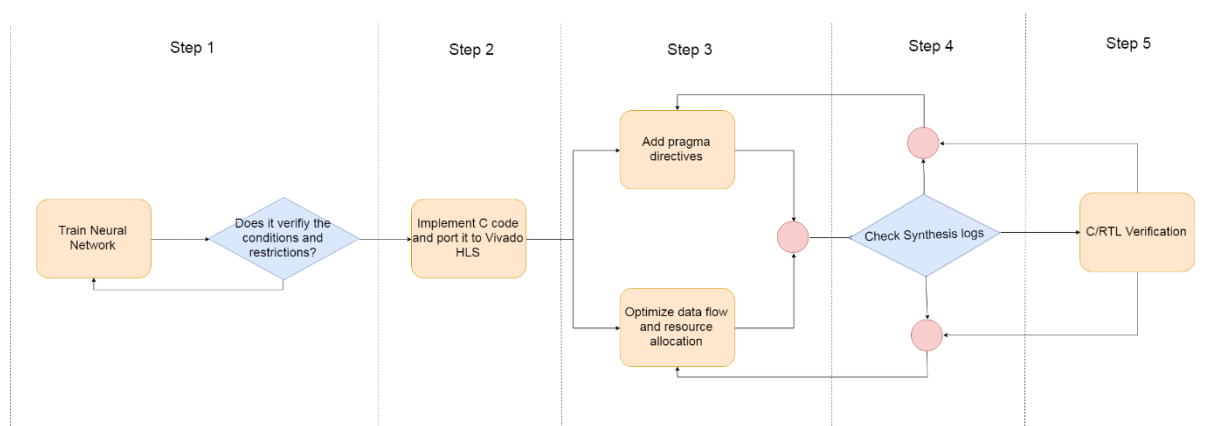 Step 1
Step 2
Step 3
Step 4
Step 5
Train Neural
Network
Does it verifiy the
conditions and
restrictions?
Implement C code
and port it to Vivado
HLS
Add pragma
directives
Optimize data flow
and resource
allocation
Check Synthesis logs
C/RTL Verification